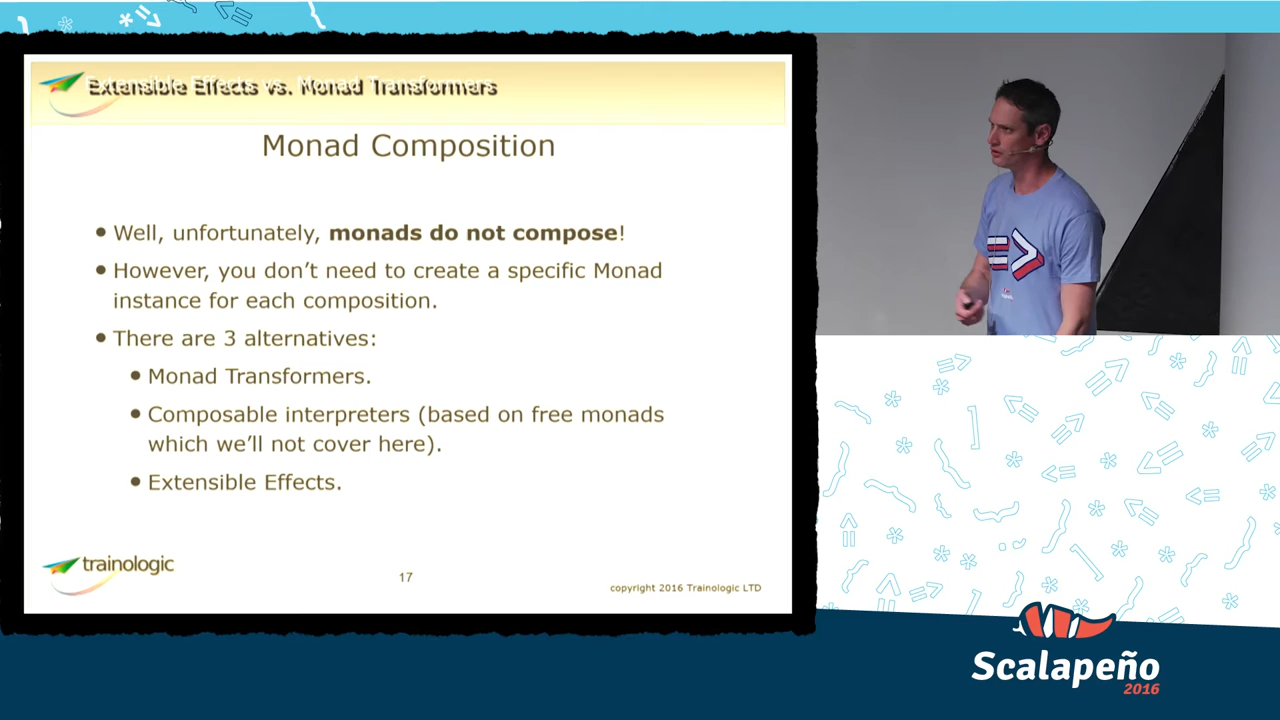 Extensible Effects vs. Monad Transformers
Monad Composition
• Well, unfortunately, monads do not compose!
• However, you don't need to create a specific Monad
instance for each composition.
• There are 3 alternatives:
• Monad Transformers.
• Composable interpreters (based on free monads
which we'll not cover here).
• Extensible Effects.
trainologic
17
copyright 2016 Trainologic LTD
=>
Scalapeño
2016